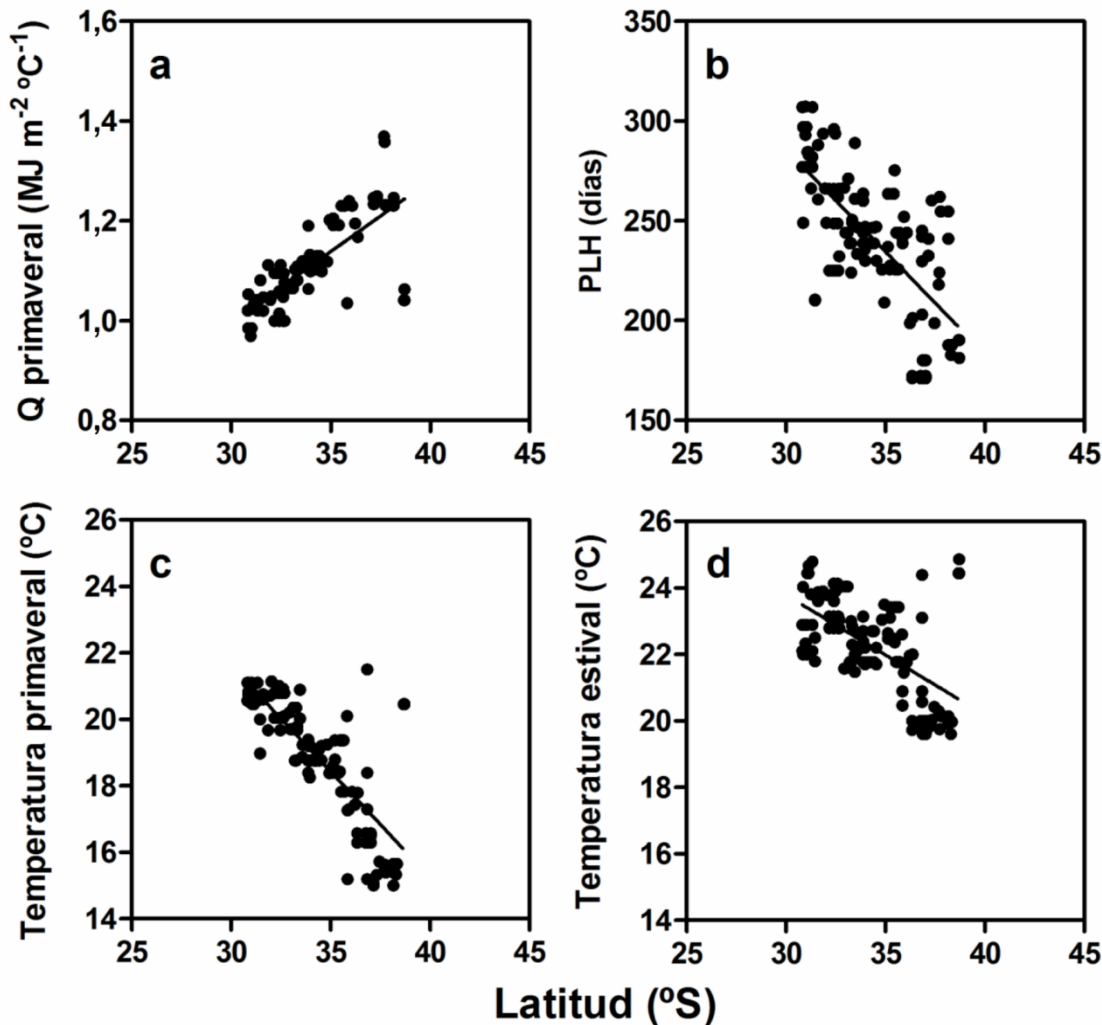 a
Q primaveral (MJ m⁻² ºC⁻¹)
1,6
1,4
1,2
1,0
0,8
25 30 35 40 45
b
PLH (días)
350
300
250
200
150
25 30 35 40 45
c
Temperatura primaveral (ºC)
26
24
22
20
18
16
14
25 30 35 40 45
d
Temperatura estival (ºC)
26
24
22
20
18
16
14
25 30 35 40 45
Latitud (ºS)